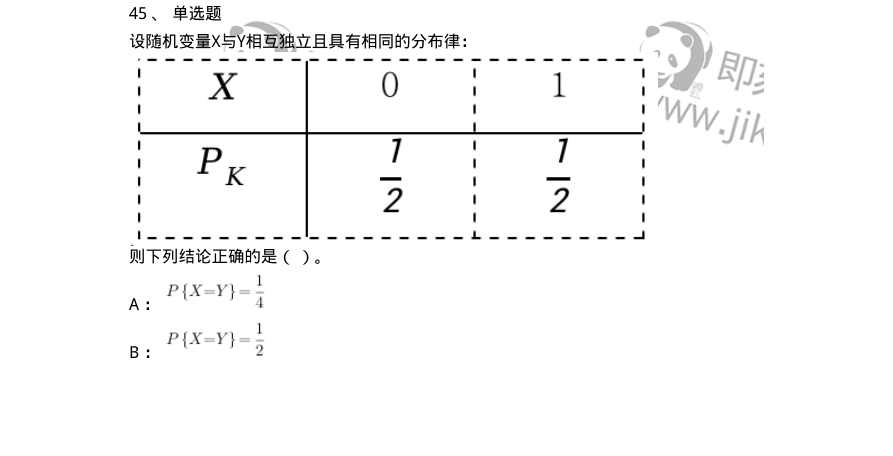 45 、 单选题
设随机变量X与Y相互独立且具有相同的分布律：
X 0 1
P_K 1/2 1/2
则下列结论正确的是（ ）。
A： P{X=Y}=1/4
B： P{X=Y}=1/2
www.jik